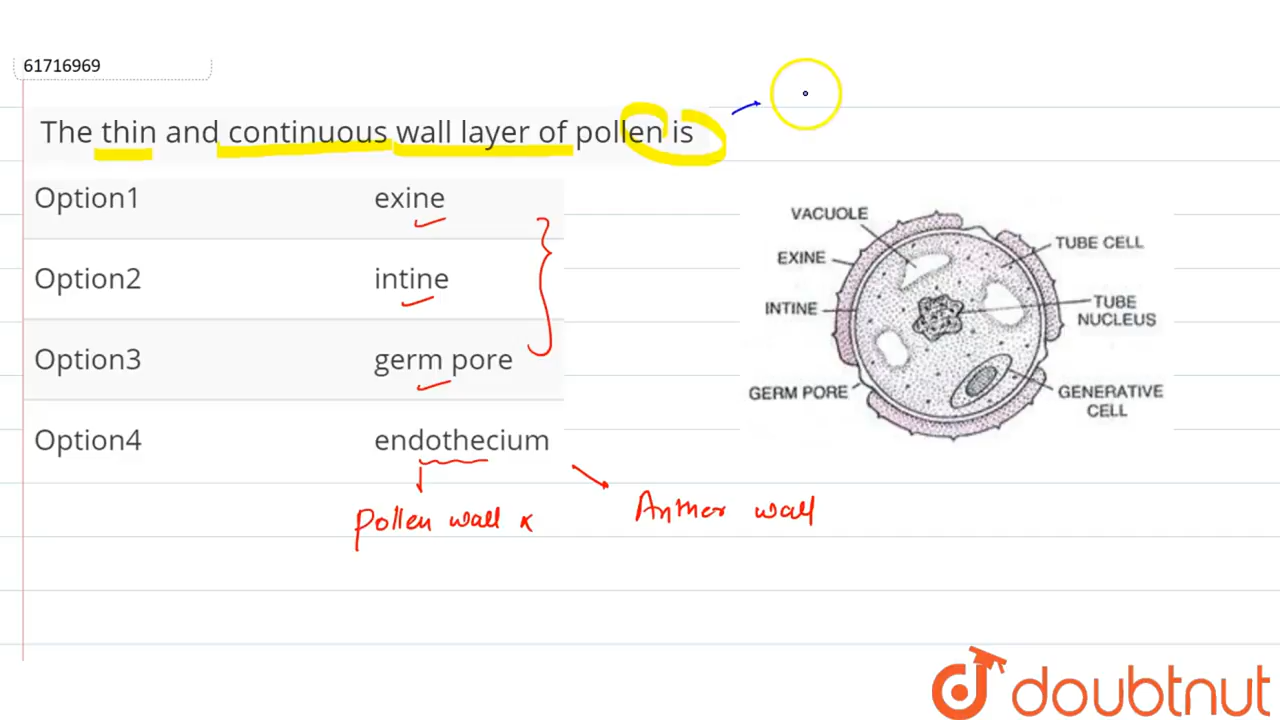 61716969
The thin and continuous wall layer of pollen is
Option1 exine
Option2 intine
Option3 germ pore
Option4 endothecium
VACUOLE
EXINE
INTINE
GERM PORE
TUBE CELL
TUBE
NUCLEUS
GENERATIVE
CELL
Pollen wall x
Anther wall
doubtnut